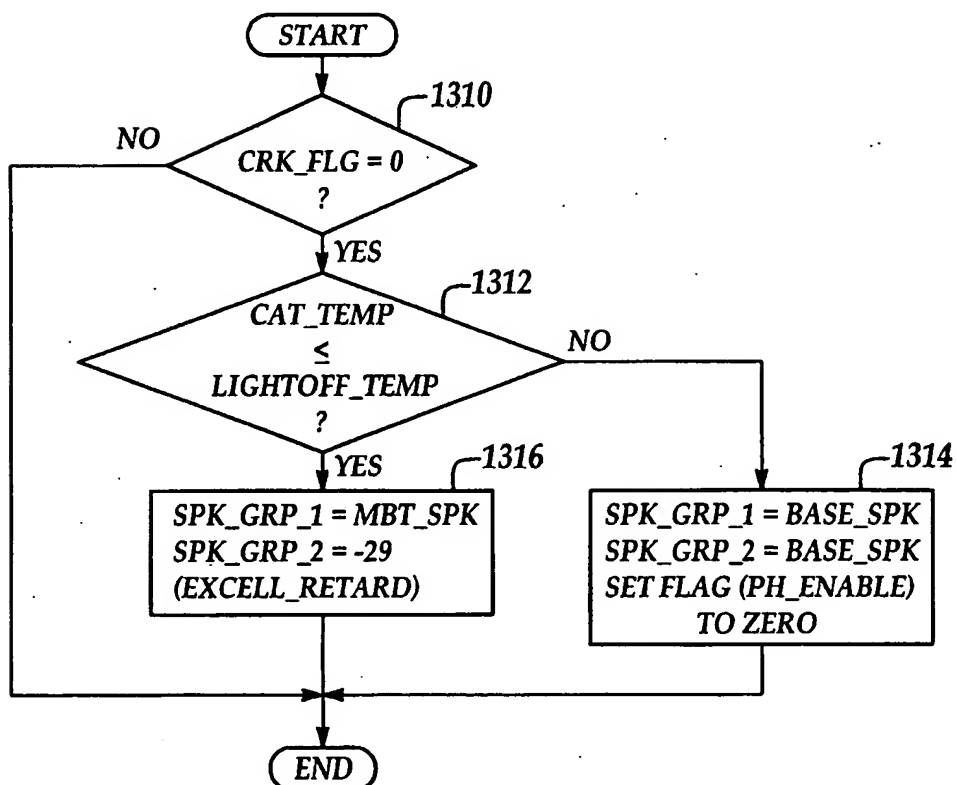 START
1310
NO
CRK_FLG = 0
?
YES
1312
CAT_TEMP
≤
LIGHTOFF_TEMP
?
NO
YES
1316
SPK_GRP_1 = MBT_SPK
SPK_GRP_2 = -29
(EXCELL_RETARD)
1314
SPK_GRP_1 = BASE_SPK
SPK_GRP_2 = BASE_SPK
SET FLAG (PH_ENABLE)
TO ZERO
END